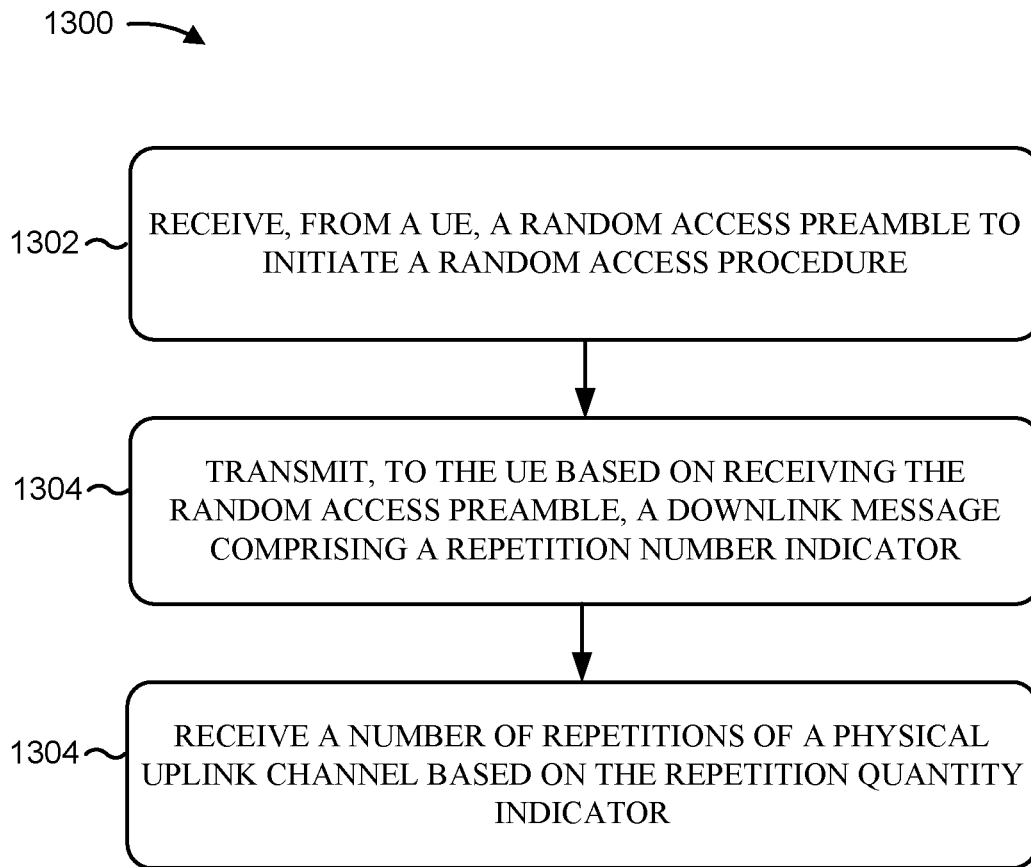 1300
1302
RECEIVE, FROM A UE, A RANDOM ACCESS PREAMBLE TO
INITIATE A RANDOM ACCESS PROCEDURE
1304
TRANSMIT, TO THE UE BASED ON RECEIVING THE
RANDOM ACCESS PREAMBLE, A DOWNLINK MESSAGE
COMPRISING A REPETITION NUMBER INDICATOR
1304
RECEIVE A NUMBER OF REPETITIONS OF A PHYSICAL
UPLINK CHANNEL BASED ON THE REPETITION QUANTITY
INDICATOR